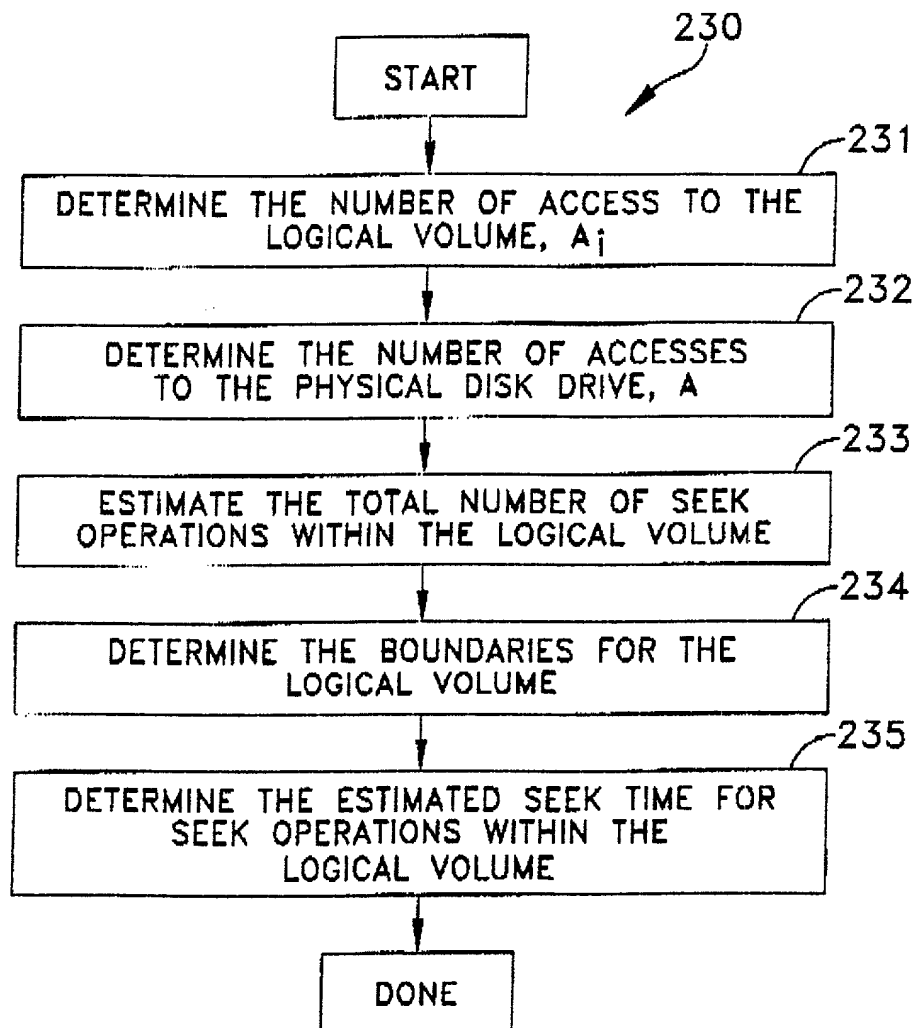 230
START
231
DETERMINE THE NUMBER OF ACCESS TO THE
LOGICAL VOLUME, Ai
232
DETERMINE THE NUMBER OF ACCESSES
TO THE PHYSICAL DISK DRIVE, A
233
ESTIMATE THE TOTAL NUMBER OF SEEK
OPERATIONS WITHIN THE LOGICAL VOLUME
234
DETERMINE THE BOUNDARIES FOR THE
LOGICAL VOLUME
235
DETERMINE THE ESTIMATED SEEK TIME FOR
SEEK OPERATIONS WITHIN THE
LOGICAL VOLUME
DONE